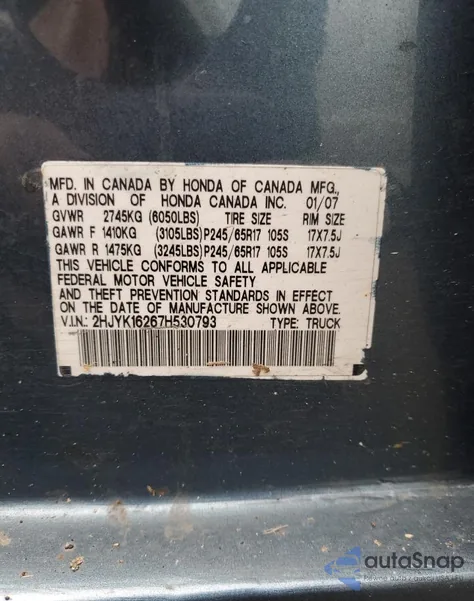 MFD. IN CANADA BY HONDA OF CANADA MFG.,
A DIVISION OF HONDA CANADA INC. 01/07
GVWR 2745KG (6050LBS) TIRE SIZE RIM SIZE
GAWR F 1410KG (3105LBS) P245/65R17 105S 17X7.5J
GAWR R 1475KG (3245LBS) P245/65R17 105S 17X7.5J
THIS VEHICLE CONFORMS TO ALL APPLICABLE
FEDERAL MOTOR VEHICLE SAFETY
AND THEFT PREVENTION STANDARDS IN EFFECT
ON THE DATE OF MANUFACTURE SHOWN ABOVE.
V.I.N.: 2HJYK16267H530793 TYPE: TRUCK
autoSnap